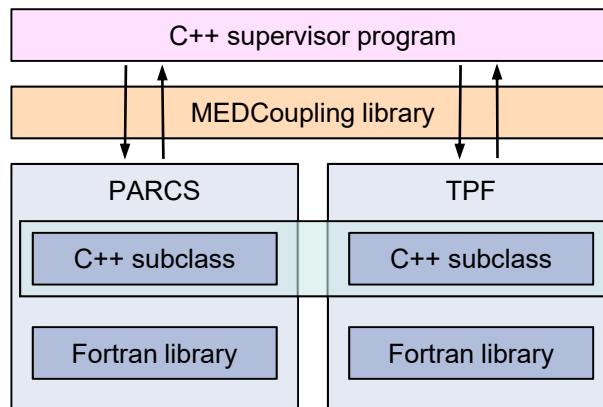 C++ supervisor program
MEDCoupling library
PARCS
TPF
C++ subclass
C++ subclass
Fortran library
Fortran library